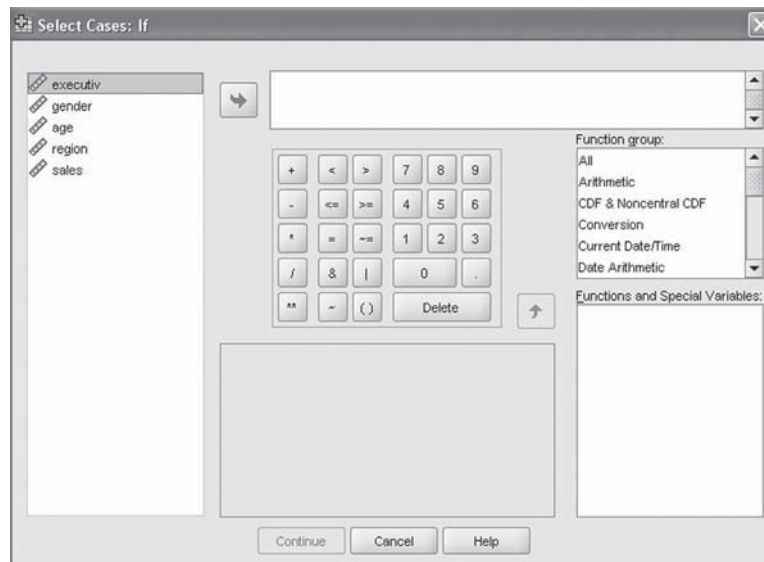 Select Cases: If
executiv
gender
age
region
sales
Function group:
All
Arithmetic
CDF & Noncentral CDF
Conversion
Current Date/Time
Date Arithmetic
+ < > 7 8 9
- <= >= 4 5 6
* = ~= 1 2 3
/ & | 0 .
** ~ ( ) Delete
Functions and Special Variables:
Continue Cancel Help